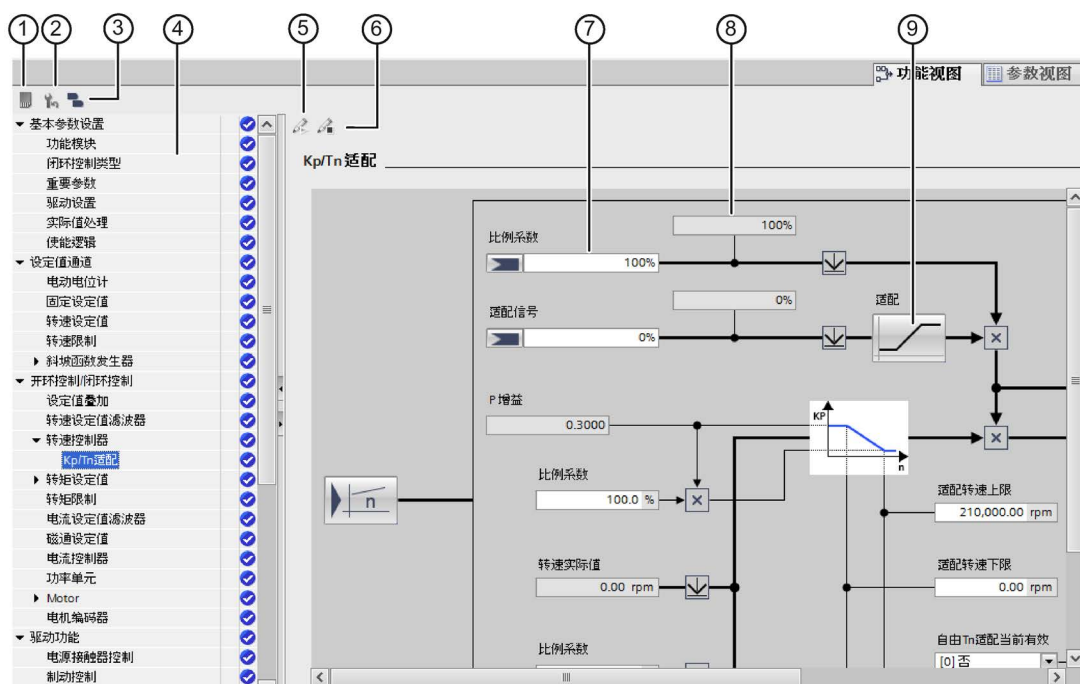 ① ② ③ ④ ⑤ ⑥ ⑦ ⑧ ⑨
功能视图 参数视图
基本参数设置
功能模块
闭环控制类型
重要参数
驱动设置
实际值处理
使能逻辑
设定值通道
电动电位计
固定设定值
转速设定值
转速限制
斜坡函数发生器
开环控制/闭环控制
设定值叠加
转速设定值滤波器
转速控制器
Kp/Tn适配
转矩设定值
转矩限制
电流设定值滤波器
磁通设定值
电流控制器
功率单元
Motor
电机编码器
驱动功能
电源接触器控制
制动控制
Kp/Tn 适配
100%
比例系数
100%
0%
适配信号
0%
适配
×
P 增益
0.3000
KP
n
×
比例系数
100.0 %
×
n
适配转速上限
210,000.00 rpm
转速实际值
0.00 rpm
适配转速下限
0.00 rpm
比例系数
自由Tn适配当前有效
[0] 否